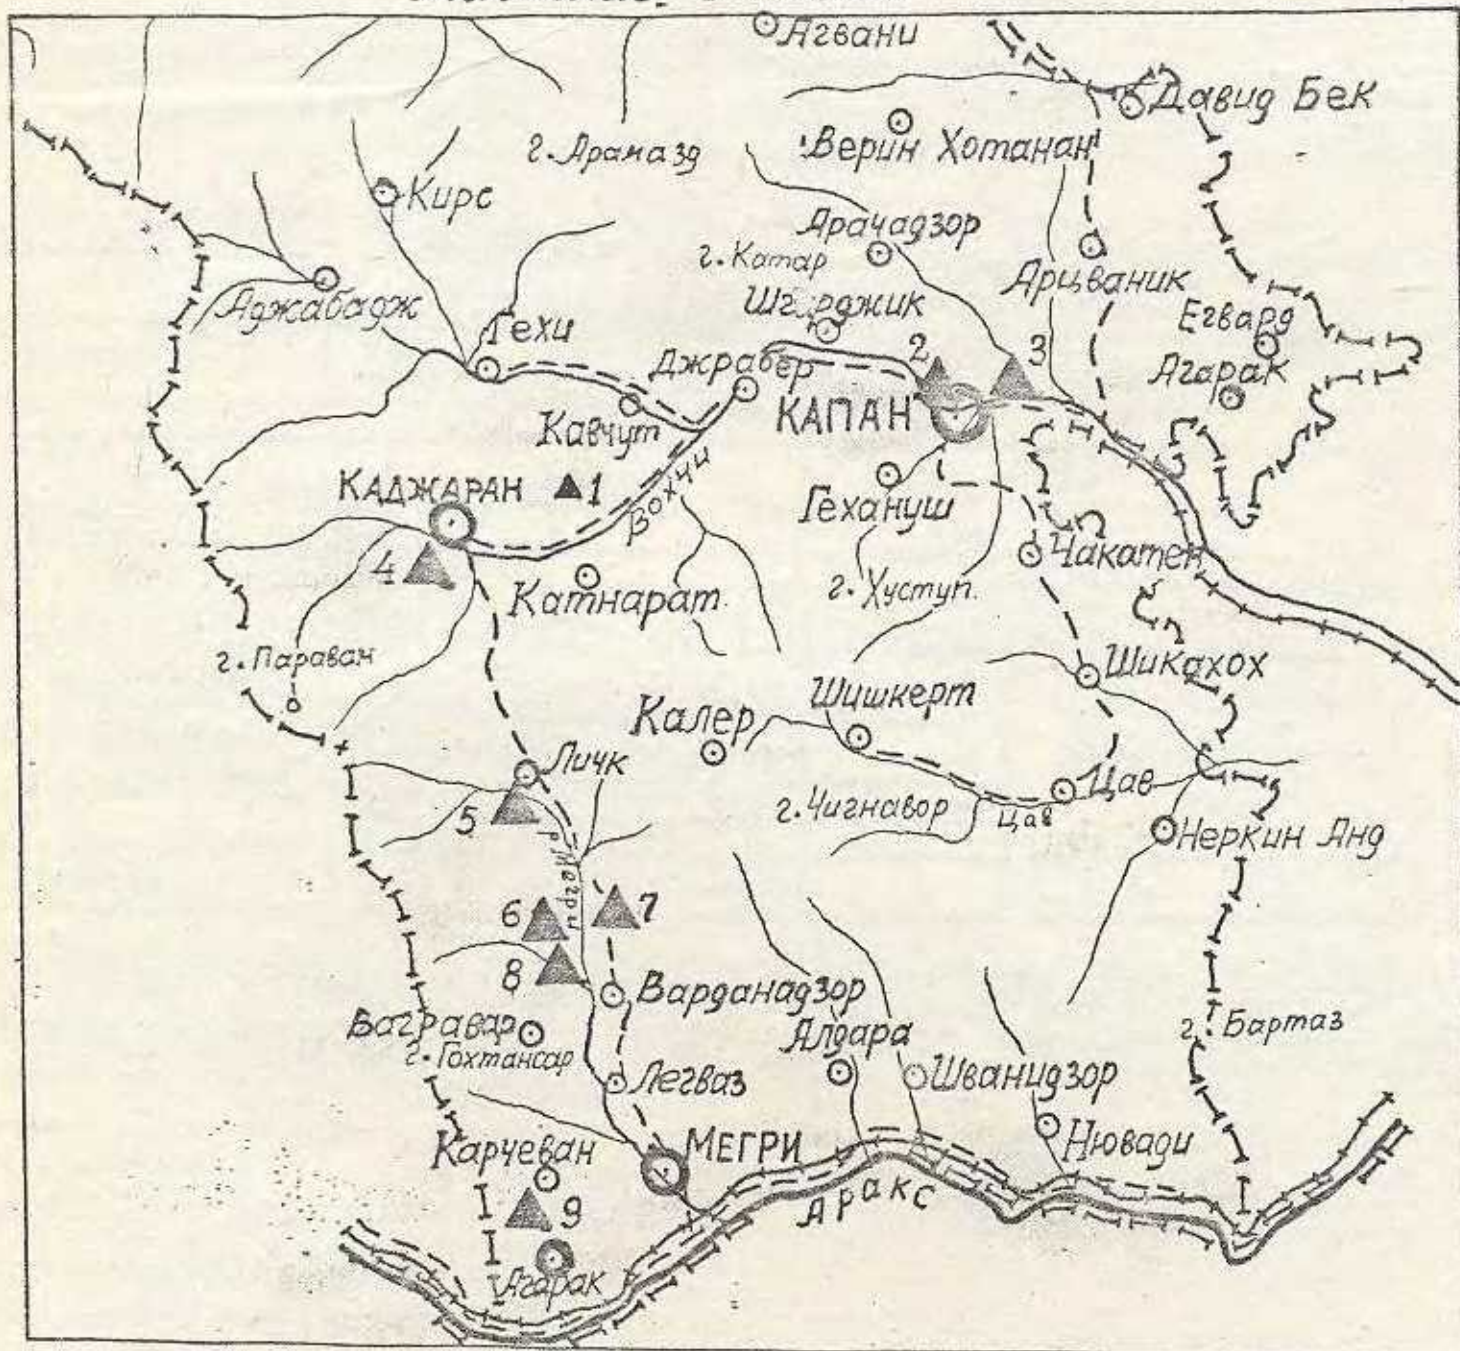 Агвани
Давид Бек
Верин Хотанан
г. Арамазд
Кирс
Арачадзор
г. Катар
Арцваник
Аджабадж
Егвард
Гехи
Джрабер
2
3
Агарак
КАПАН
Кавчут
КАДЖАРАН
1
Вохчи
Гехануш
4
Чакатен
Катнарат
г. Хуступ.
г. Параван
Шикахох
Шишкерт
Калер
Личк
Цав
5
г. Чигнавор
Цав
Неркин Анд
р. Мегри
6
7
8
Варданадзор
Вагравар
Алдара
г. Бартаз
г. Гохтансар
Легваз
Шванидзор
Карчеван
МЕГРИ
Нювади
Аракс
9
Агарак